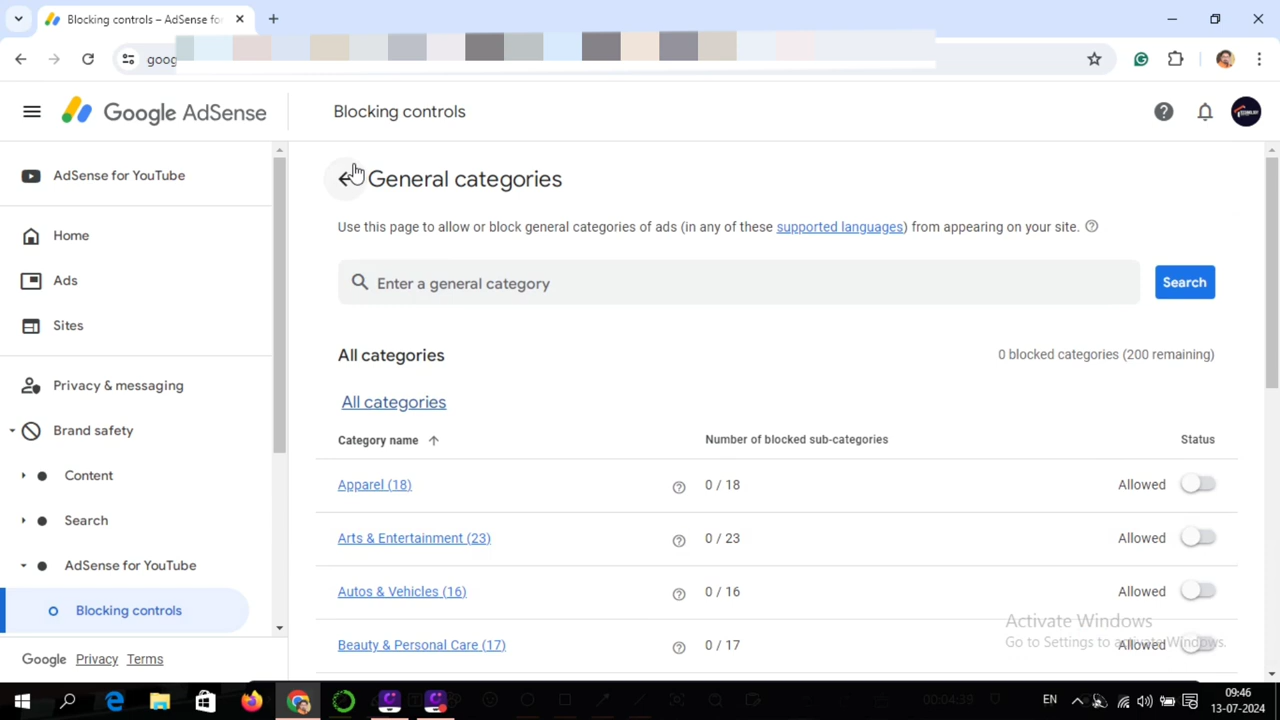 Blocking controls – AdSense fo
goog
Google AdSense
Blocking controls
AdSense for YouTube
Home
Ads
Sites
Privacy & messaging
Brand safety
Content
Search
AdSense for YouTube
Blocking controls
Google Privacy Terms
General categories
Use this page to allow or block general categories of ads (in any of these supported languages) from appearing on your site.
Enter a general category
Search
All categories
0 blocked categories (200 remaining)
All categories
Category name
Number of blocked sub-categories
Status
Apparel (18)
0 / 18
Allowed
Arts & Entertainment (23)
0 / 23
Allowed
Autos & Vehicles (16)
0 / 16
Allowed
Beauty & Personal Care (17)
0 / 17
Allowed
Activate Windows
Go to Settings to activate Windows.
00:04:39
EN
09:46
13-07-2024